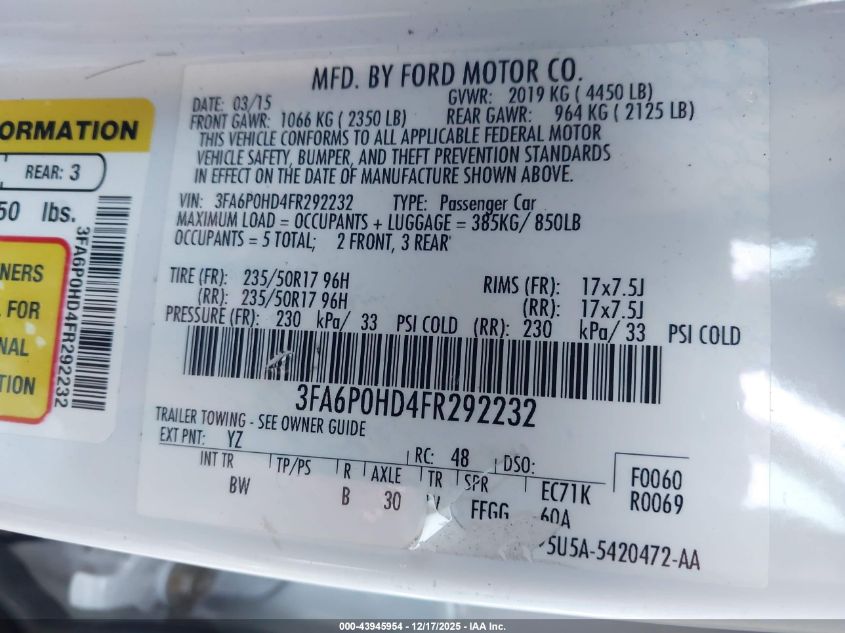 MFD. BY FORD MOTOR CO.
DATE: 03/15 GVWR: 2019 KG ( 4450 LB)
FRONT GAWR: 1066 KG ( 2350 LB) REAR GAWR: 964 KG ( 2125 LB)
THIS VEHICLE CONFORMS TO ALL APPLICABLE FEDERAL MOTOR
VEHICLE SAFETY, BUMPER, AND THEFT PREVENTION STANDARDS
IN EFFECT ON THE DATE OF MANUFACTURE SHOWN ABOVE.
VIN: 3FA6P0HD4FR292232 TYPE: Passenger Car
MAXIMUM LOAD = OCCUPANTS + LUGGAGE = 385KG/ 850LB
OCCUPANTS = 5 TOTAL; 2 FRONT, 3 REAR
TIRE (FR): 235/50R17 96H RIMS (FR): 17x7.5J
(RR): 235/50R17 96H (RR): 17x7.5J
PRESSURE (FR): 230 kPa/ 33 PSI COLD (RR): 230 kPa/ 33 PSI COLD
3FA6P0HD4FR292232
TRAILER TOWING - SEE OWNER GUIDE
EXT PNT: YZ RC: 48 DSO:
INT TR TP/PS R AXLE TR SPR EC71K F0060
BW B 30 FFGG 60A R0069
5U5A-5420472-AA
ORMATION
REAR: 3
50 lbs.
3FA6P0HD4FR292232
NERS
L FOR
NAL
TION
000-43945954 - 12/17/2025 - IAA Inc.